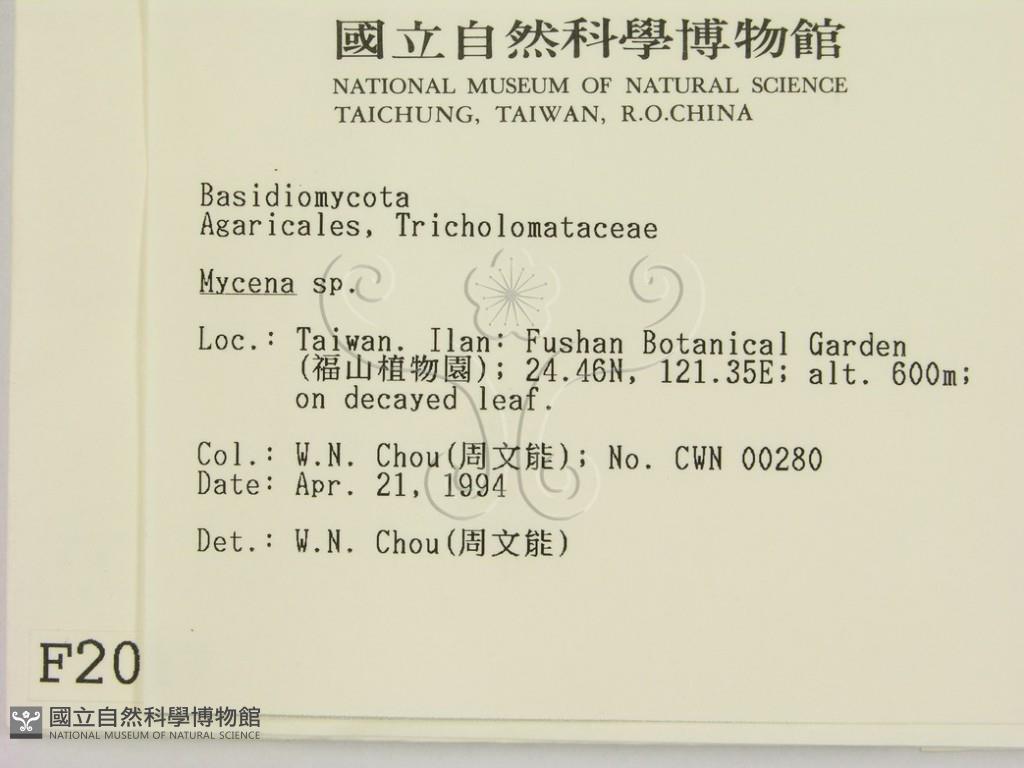 國立自然科學博物館
NATIONAL MUSEUM OF NATURAL SCIENCE
TAICHUNG, TAIWAN, R.O.CHINA
Basidiomycota
Agaricales, Tricholomataceae
Mycena sp.
Loc.: Taiwan. Ilan: Fushan Botanical Garden
(福山植物園); 24.46N, 121.35E; alt. 600m;
on decayed leaf.
Col.: W.N. Chou(周文能); No. CWN 00280
Date: Apr. 21, 1994
Det.: W.N. Chou(周文能)
F20
國立自然科學博物館
NATIONAL MUSEUM OF NATURAL SCIENCE